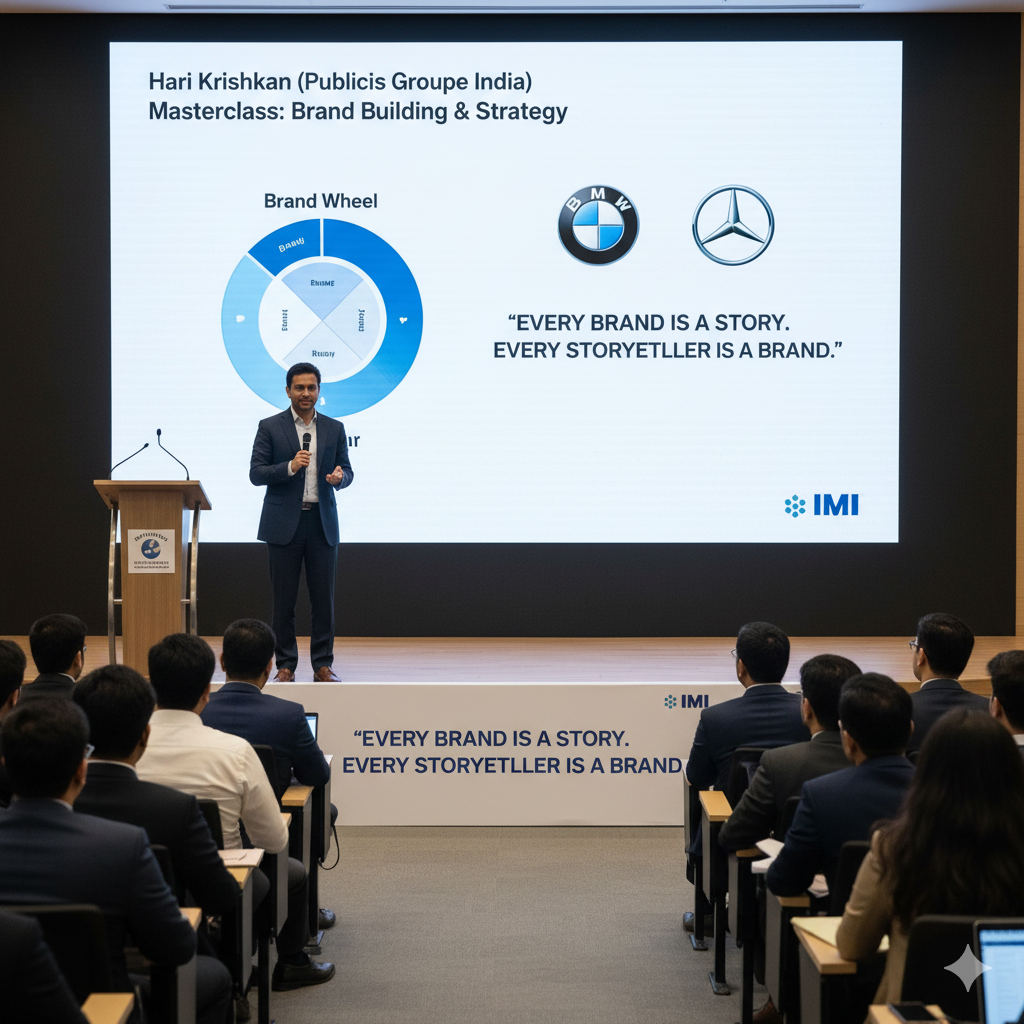 Hari Krishkan (Publicis Groupe India)
Masterclass: Brand Building & Strategy
Brand Wheel
BMW
"EVERY BRAND IS A STORY.
EVERY STORYETLLER IS A BRAND."
IMI
IMI
"EVERY BRAND IS A STORY.
EVERY STORYETLLER IS A BRAND